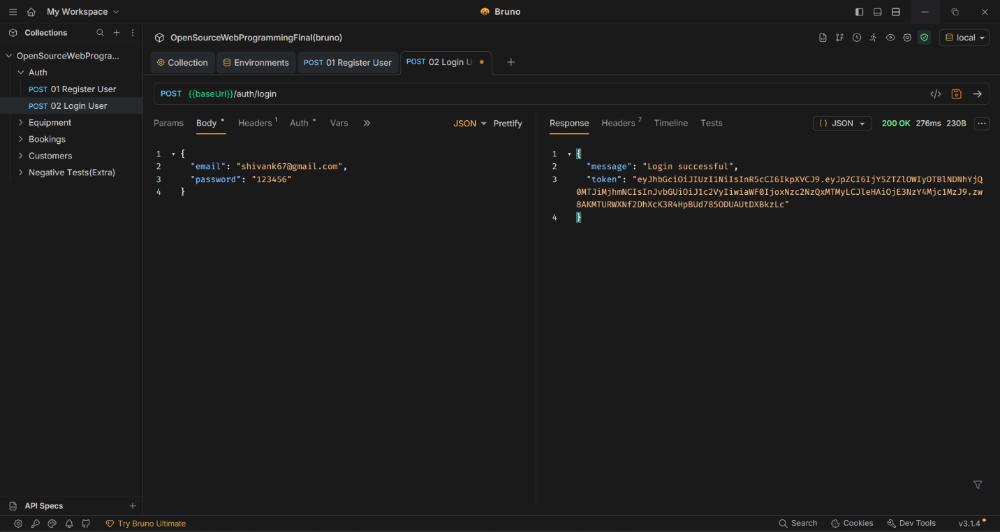 My Workspace
Bruno
Collections
OpenSourceWebProgrammingFinal(bruno)
local
OpenSourceWebProgra...
Auth
POST 01 Register User
POST 02 Login User
Equipment
Bookings
Customers
Negative Tests(Extra)
Collection
Environments
POST 01 Register User
POST 02 Login U
POST {{baseUrl}}/auth/login
Params
Body
Headers 1
Auth
Vars
JSON
Prettify
1 {
2 "email": "shivank67@gmail.com",
3 "password": "123456"
4 }
Response
Headers 7
Timeline
Tests
{ } JSON
200 OK 276ms 230B
1 {
2 "message": "Login successful",
3 "token": "eyJhbGciOiJIUzI1NiIsInR5cCI6IkpXVCJ9.eyJpZCI6IjY5ZTZlOWIyOTBlNDNhYjQ
0MTJiMjhmNCIsInJvbGUiOiJ1c2VyIiwiaWF0IjoxNzc2NzQxMTMyLCJleHAiOjE3NzY4Mjc1MzJ9.zw
8AKMTURWXNf2DhXcK3R4HpBUd785ODUAUtDXBkzLc"
4 }
API Specs
Try Bruno Ultimate
Search
Cookies
Dev Tools
v3.1.4